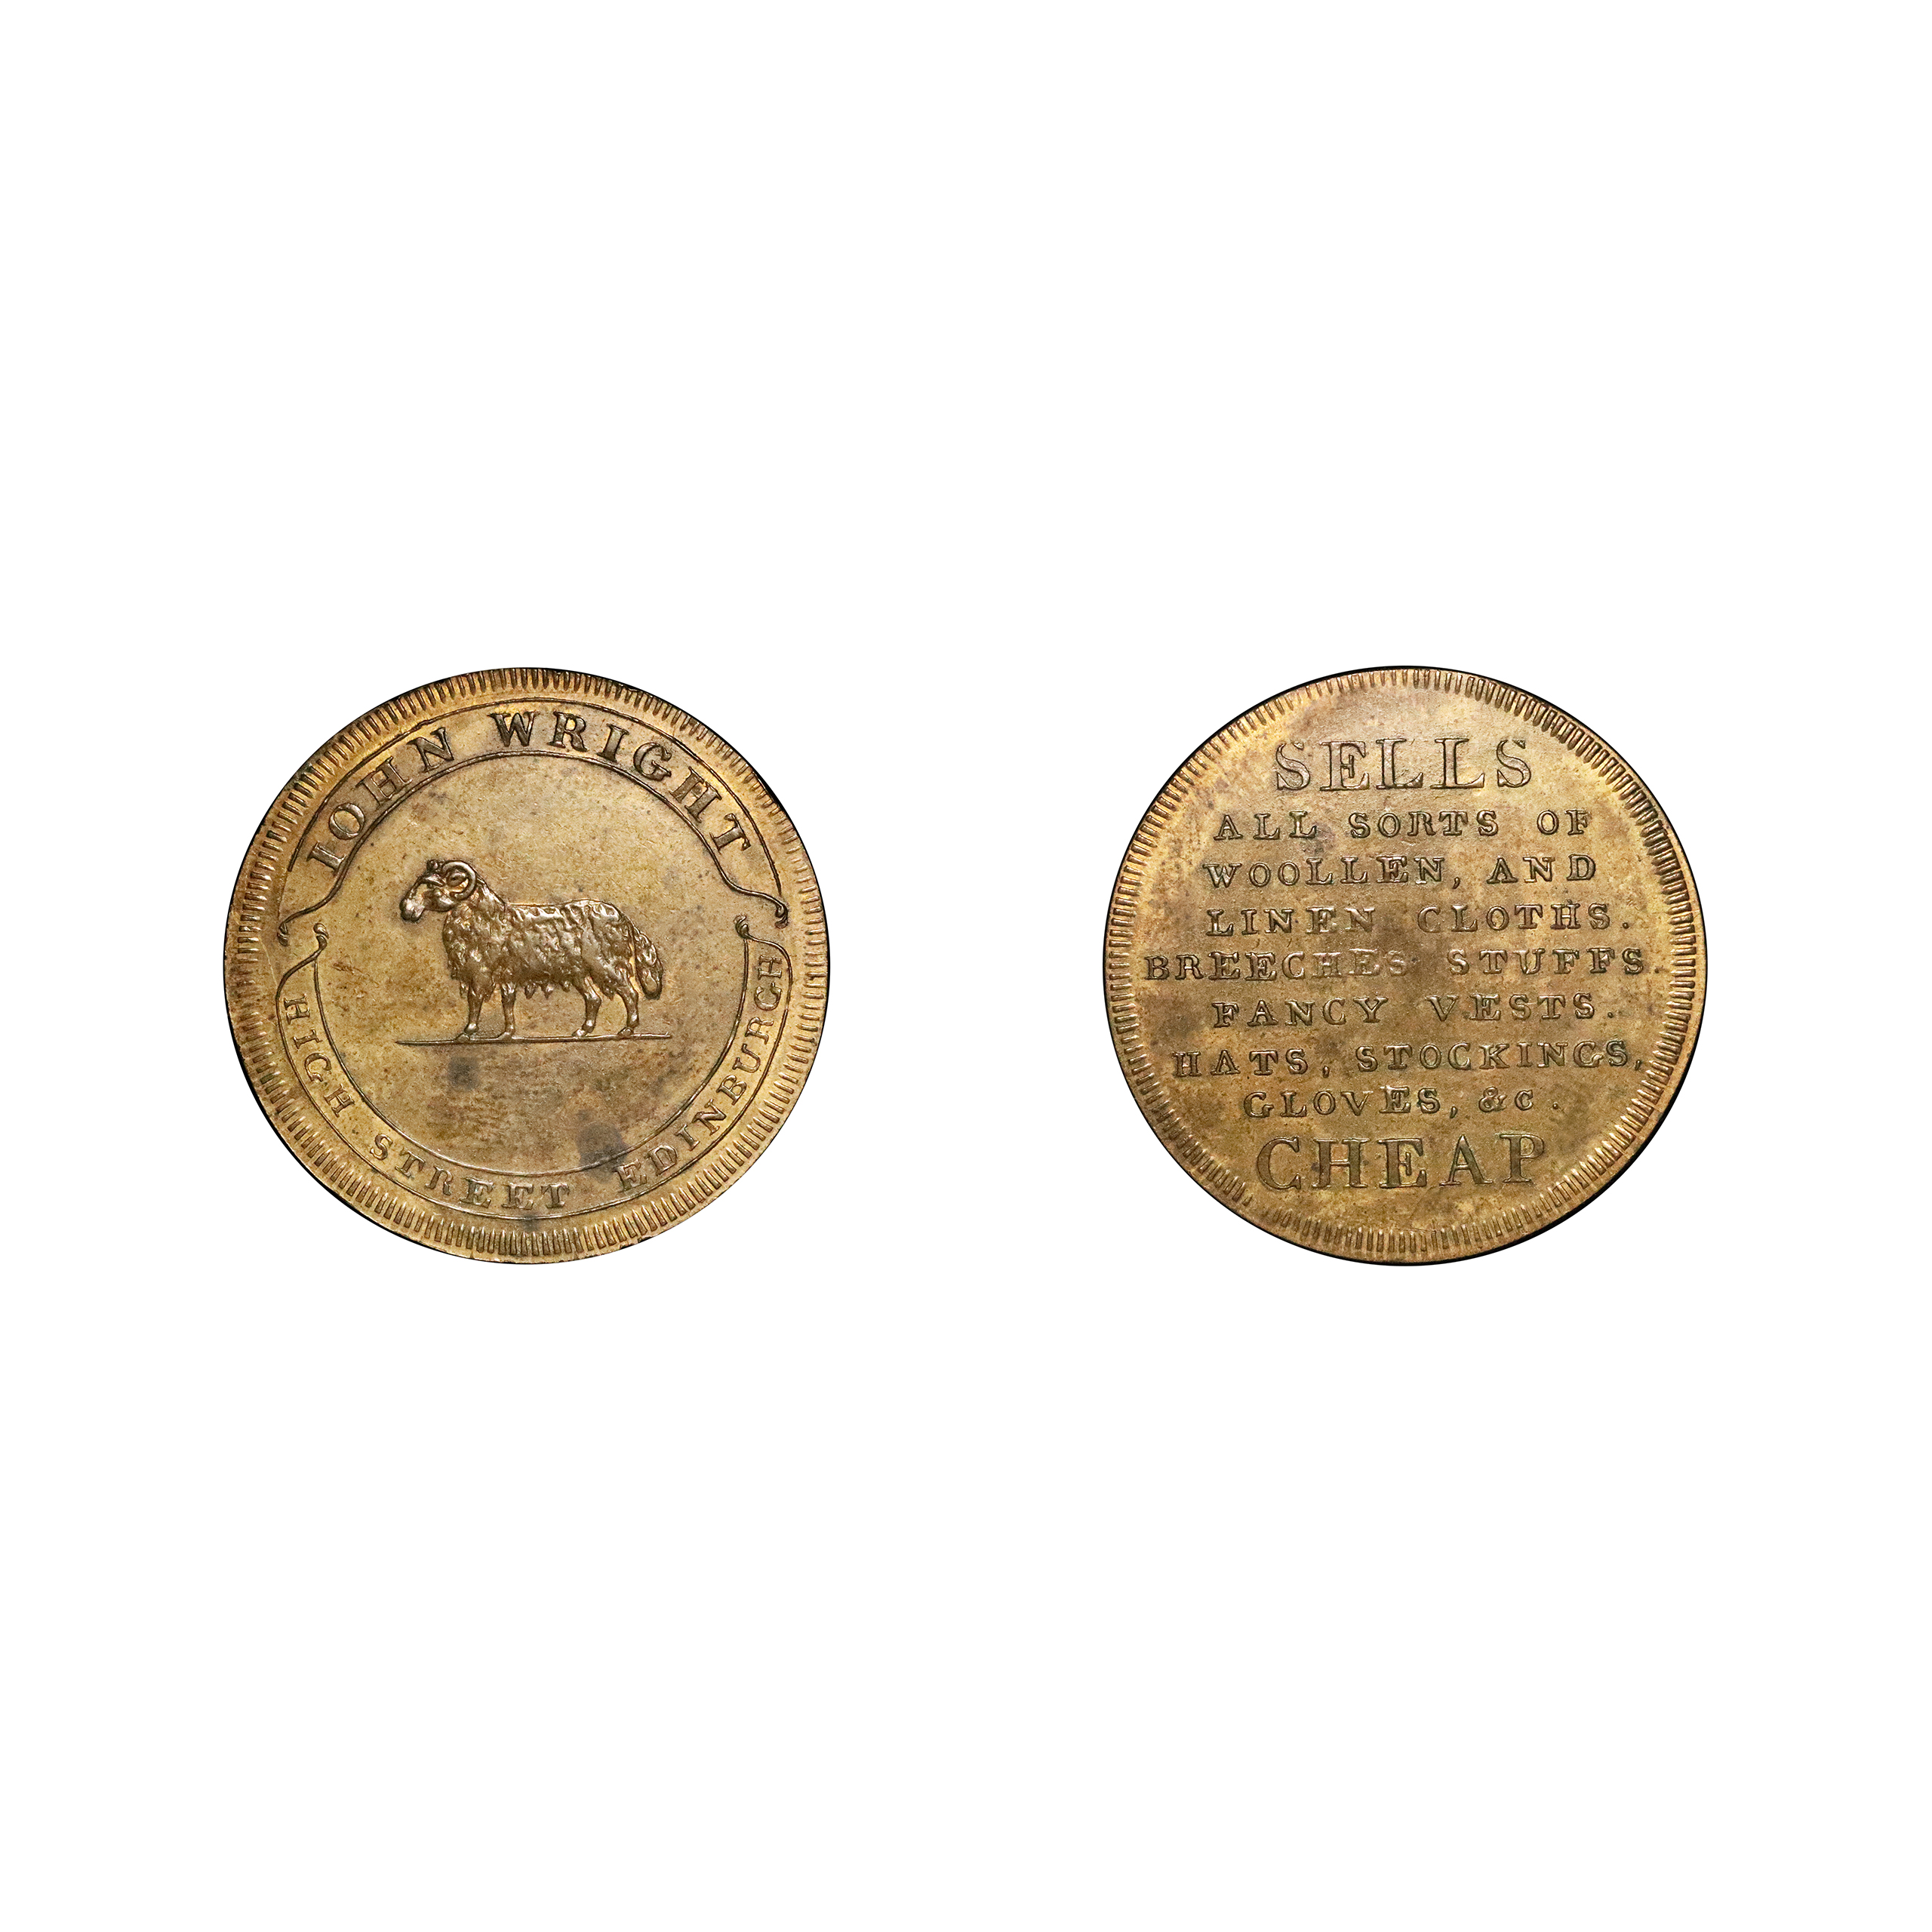 IOHN WRIGHT
HIGH STREET EDINBURGH
SELLS
ALL SORTS OF
WOOLLEN, AND
LINEN CLOTHS.
BREECHES STUFFS.
FANCY VESTS.
HATS, STOCKINGS,
GLOVES, &c.
CHEAP